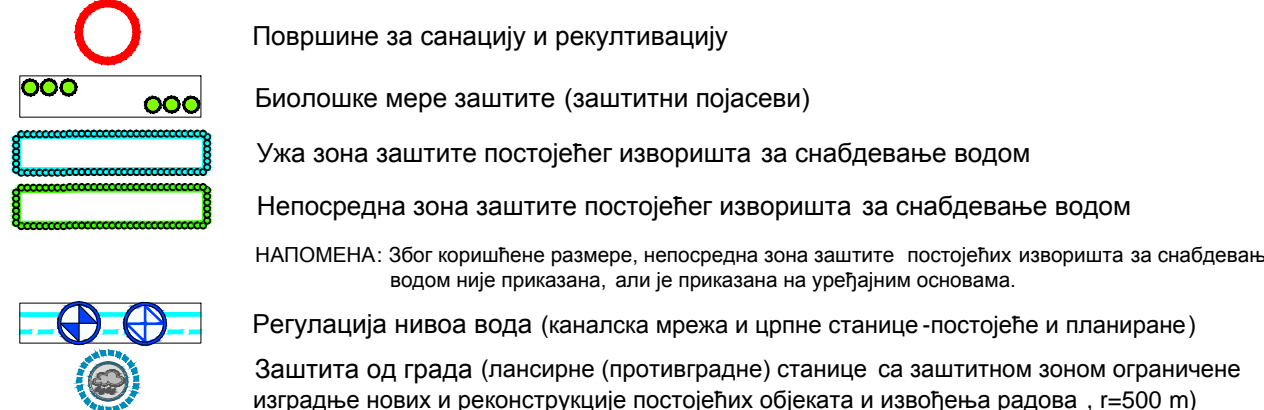 Површине за санацију и рекултивацију
Биолошке мере заштите (заштитни појасеви)
Ужа зона заштите постојећег изворишта за снабдевање водом
Непосредна зона заштите постојећег изворишта за снабдевање водом
НАПОМЕНА: Због коришћене размере, непосредна зона заштите постојећих изворишта за снабдевањ
водом није приказана, али је приказана на уређајним основама.
Регулација нивоа вода (каналска мрежа и црпне станице -постојеће и планиране)
Заштита од града (лансирне (противградне) станице са заштитном зоном ограничене
изградње нових и реконструкције постојећих објеката и извођења радова , r=500 m)